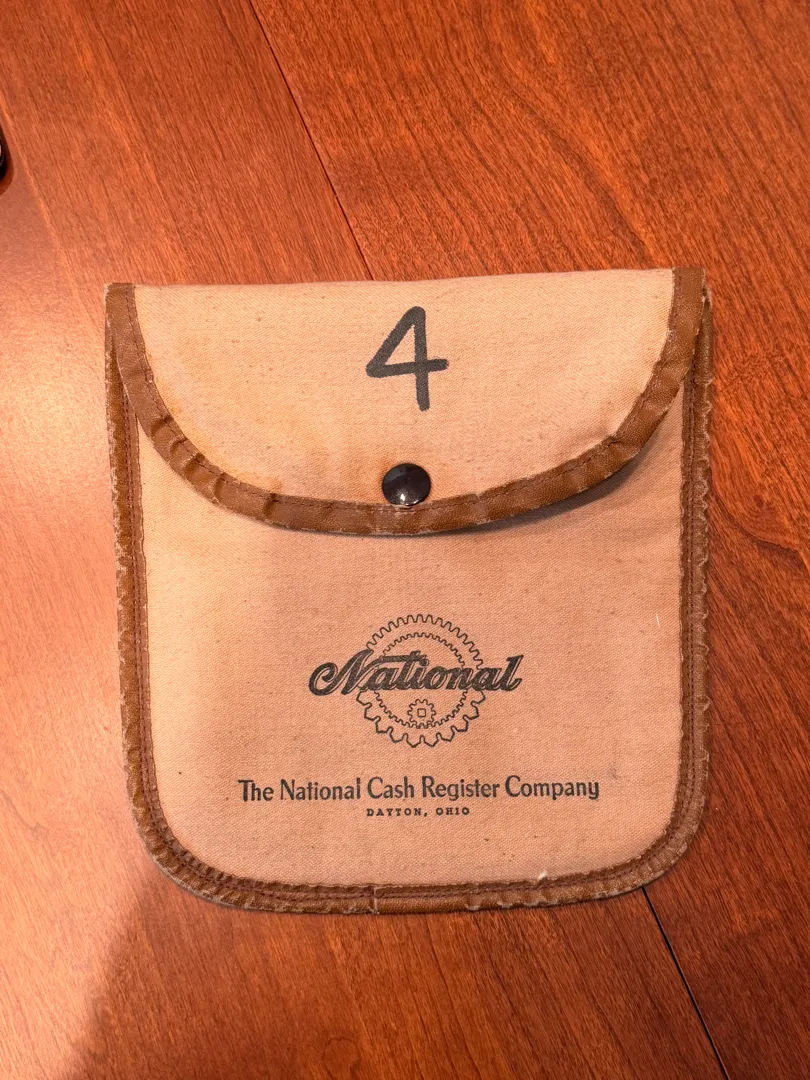 4
National
The National Cash Register Company
DAYTON, OHIO